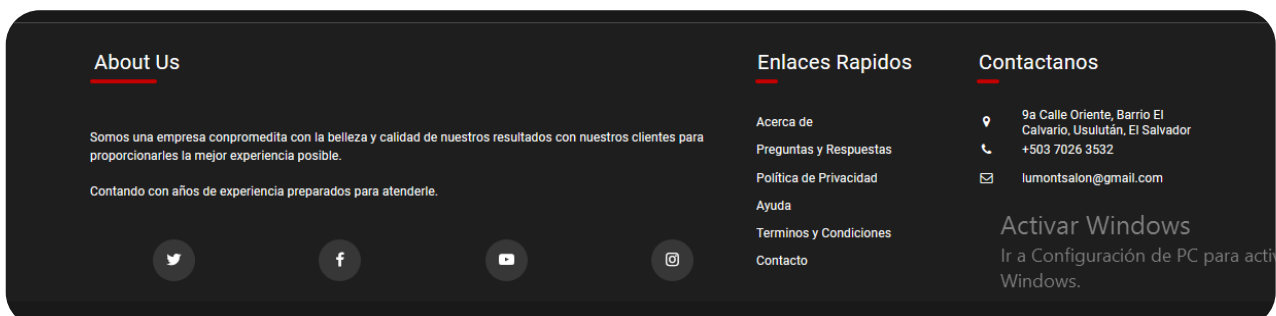 About Us
Somos una empresa conpromedita con la belleza y calidad de nuestros resultados con nuestros clientes para
proporcionarles la mejor experiencia posible.
Contando con años de experiencia preparados para atenderle.
Enlaces Rapidos
Acerca de
Preguntas y Respuestas
Política de Privacidad
Ayuda
Terminos y Condiciones
Contacto
Contactanos
9a Calle Oriente, Barrio El
Calvario, Usulután, El Salvador
+503 7026 3532
lumontsalon@gmail.com
Activar Windows
Ir a Configuración de PC para activ
Windows.